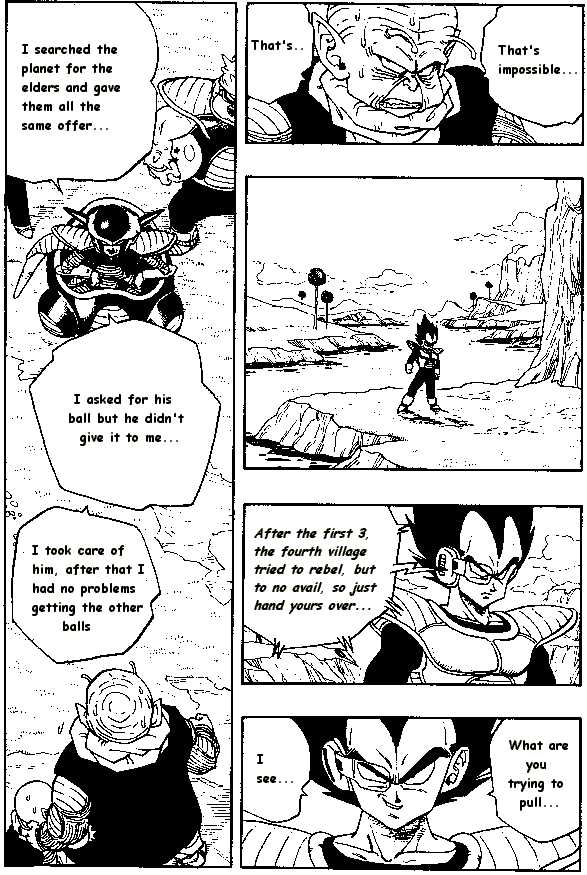 That's
impossible...
That's..
After the first 3,
the fourth village
tried to rebel, but
to no avail, so just
hand yours over...
What are
you
trying to
pull...
I
see...
I searched the
planet for the
elders and gave
them all the
same offer...
I asked for his
ball but he didn't
give it to me...
I took care of
him, after that I
had no problems
getting the other
balls